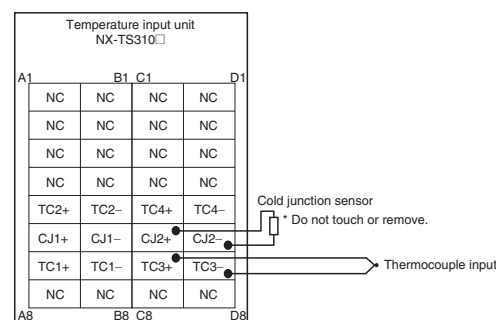 Temperature input unit
NX-TS310□
A1 B1 C1 D1
NC NC NC NC
NC NC NC NC
NC NC NC NC
NC NC NC NC
TC2+ TC2− TC4+ TC4−
CJ1+ CJ1− CJ2+ CJ2−
TC1+ TC1− TC3+ TC3−
NC NC NC NC
A8 B8 C8 D8
Cold junction sensor
* Do not touch or remove.
Thermocouple input